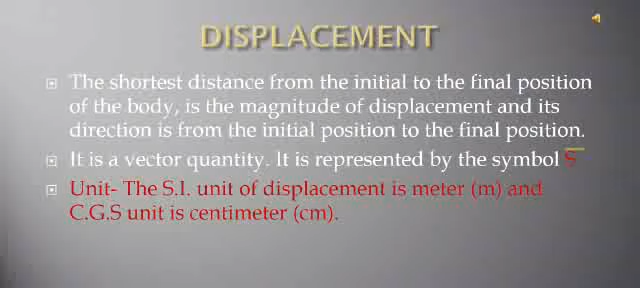 DISPLACEMENT
The shortest distance from the initial to the final position
of the body, is the magnitude of displacement and its
direction is from the initial position to the final position.
It is a vector quantity. It is represented by the symbol S
Unit- The S.I. unit of displacement is meter (m) and
C.G.S unit is centimeter (cm).